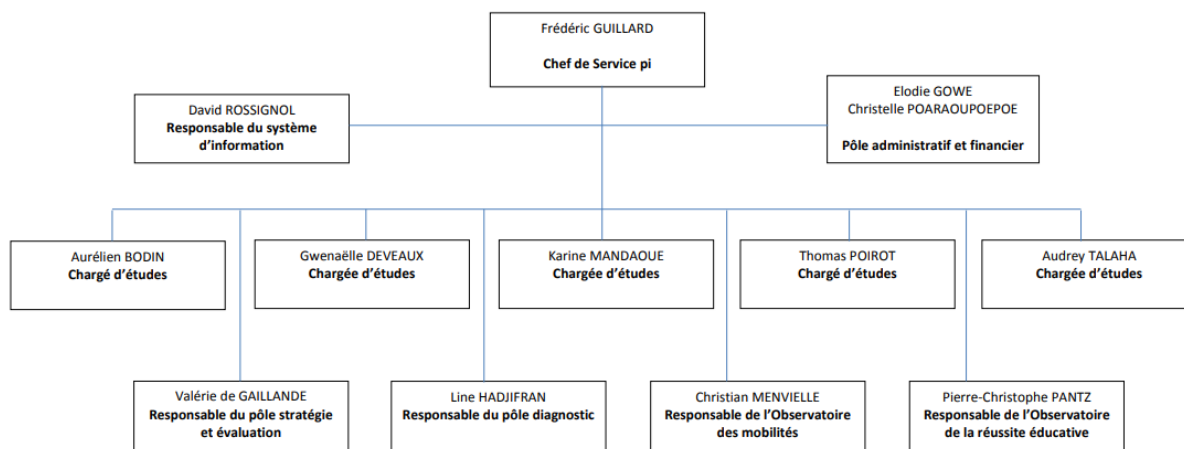 Frédéric GUILLARD
Chef de Service pi
David ROSSIGNOL
Responsable du système
d'information
Elodie GOWE
Christelle POARAOUPOEPOE
Pôle administratif et financier
Aurélien BODIN
Chargé d'études
Gwenaëlle DEVEAUX
Chargée d'études
Karine MANDAOUE
Chargée d'études
Thomas POIROT
Chargé d'études
Audrey TALAHA
Chargée d'études
Valérie de GAILLANDE
Responsable du pôle stratégie
et évaluation
Line HADJIFRAN
Responsable du pôle diagnostic
Christian MENVIELLE
Responsable de l'Observatoire
des mobilités
Pierre-Christophe PANTZ
Responsable de l'Observatoire
de la réussite éducative